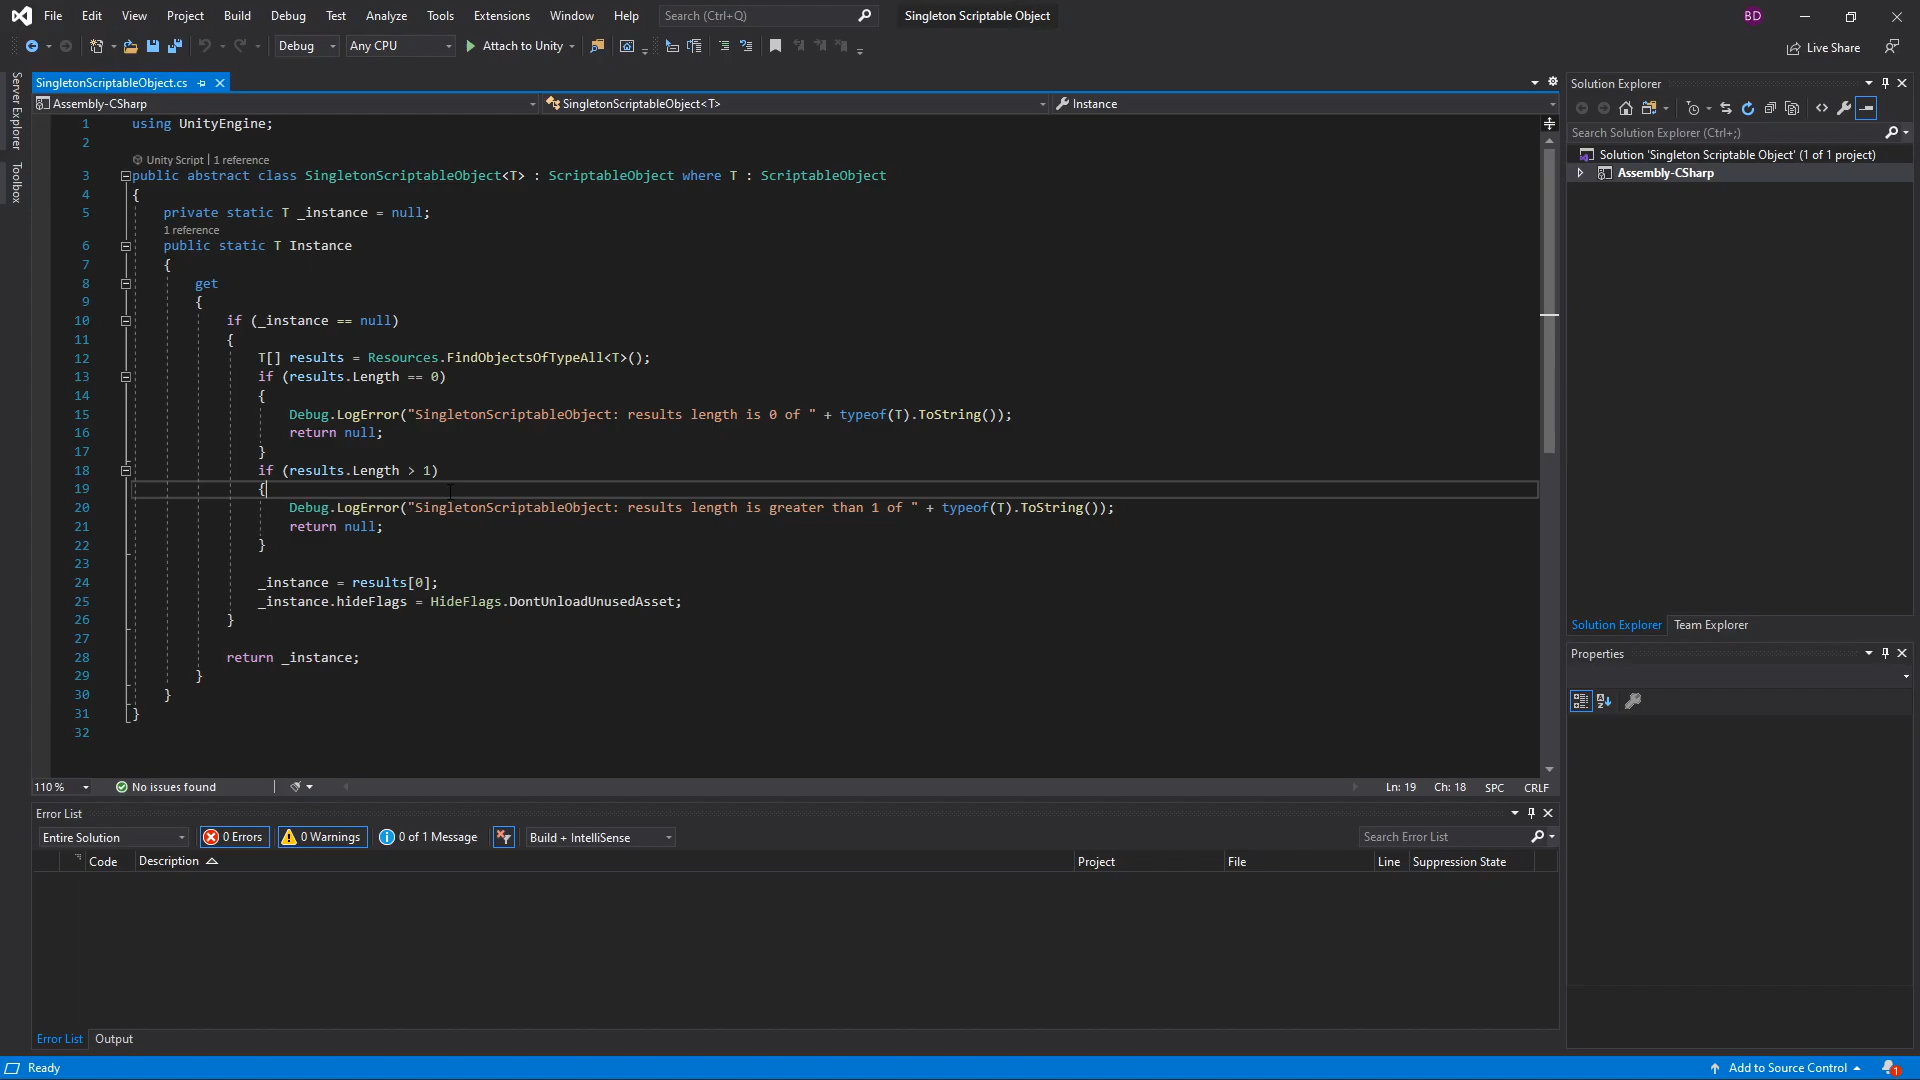 File Edit View Project Build Debug Test Analyze Tools Extensions Window Help Search (Ctrl+Q) Singleton Scriptable Object BD
Debug Any CPU Attach to Unity Live Share
Server Explorer
Toolbox
SingletonScriptableObject.cs
Assembly-CSharp SingletonScriptableObject<T> Instance
1 using UnityEngine;
2
Unity Script | 1 reference
3 public abstract class SingletonScriptableObject<T> : ScriptableObject where T : ScriptableObject
4 {
5 private static T _instance = null;
1 reference
6 public static T Instance
7 {
8 get
9 {
10 if (_instance == null)
11 {
12 T[] results = Resources.FindObjectsOfTypeAll<T>();
13 if (results.Length == 0)
14 {
15 Debug.LogError("SingletonScriptableObject: results length is 0 of " + typeof(T).ToString());
16 return null;
17 }
18 if (results.Length > 1)
19 {
20 Debug.LogError("SingletonScriptableObject: results length is greater than 1 of " + typeof(T).ToString());
21 return null;
22 }
23
24 _instance = results[0];
25 _instance.hideFlags = HideFlags.DontUnloadUnusedAsset;
26 }
27
28 return _instance;
29 }
30 }
31 }
32
110 % No issues found Ln: 19 Ch: 18 SPC CRLF
Error List
Entire Solution 0 Errors 0 Warnings 0 of 1 Message Build + IntelliSense Search Error List
Code Description Project File Line Suppression State
Error List Output
Solution Explorer
Search Solution Explorer (Ctrl+;)
Solution 'Singleton Scriptable Object' (1 of 1 project)
Assembly-CSharp
Solution Explorer Team Explorer
Properties
Ready Add to Source Control 1